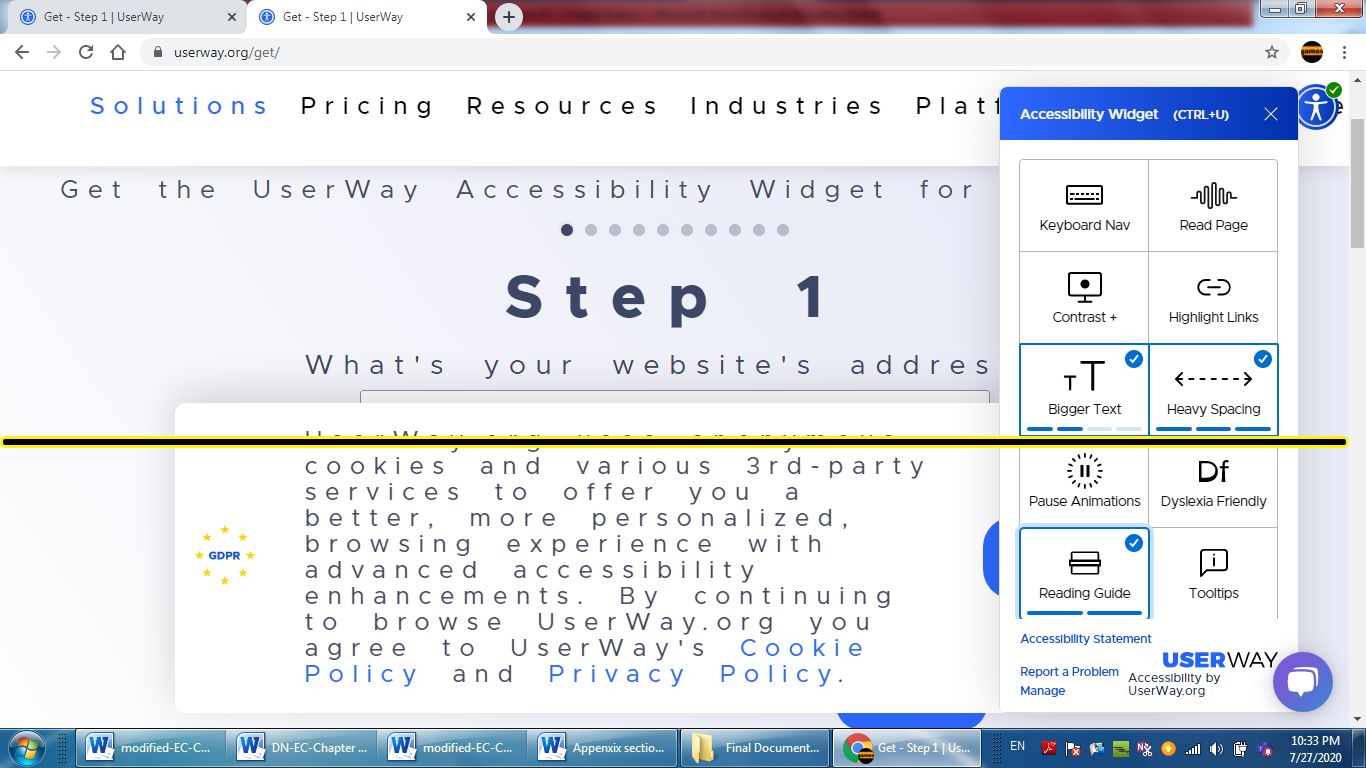 Get - Step 1 | UserWay
Get - Step 1 | UserWay
userway.org/get/
games
Solutions Pricing Resources Industries Platf
Get the UserWay Accessibility Widget for
Step 1
What's your website's addres
cookies and various 3rd-party
services to offer you a
better, more personalized,
browsing experience with
advanced accessibility
enhancements. By continuing
to browse UserWay.org you
agree to UserWay's Cookie
Policy and Privacy Policy.
GDPR
Accessibility Widget (CTRL+U)
Keyboard Nav
Read Page
Contrast +
Highlight Links
TT
Bigger Text
Heavy Spacing
Pause Animations
Df
Dyslexia Friendly
Reading Guide
Tooltips
Accessibility Statement
Report a Problem
Manage
USERWAY
Accessibility by
UserWay.org
modified-EC-C...
DN-EC-Chapter ...
modified-EC-C...
Appenxix sectio...
Final Document...
Get - Step 1 | Us...
EN
10:33 PM
7/27/2020